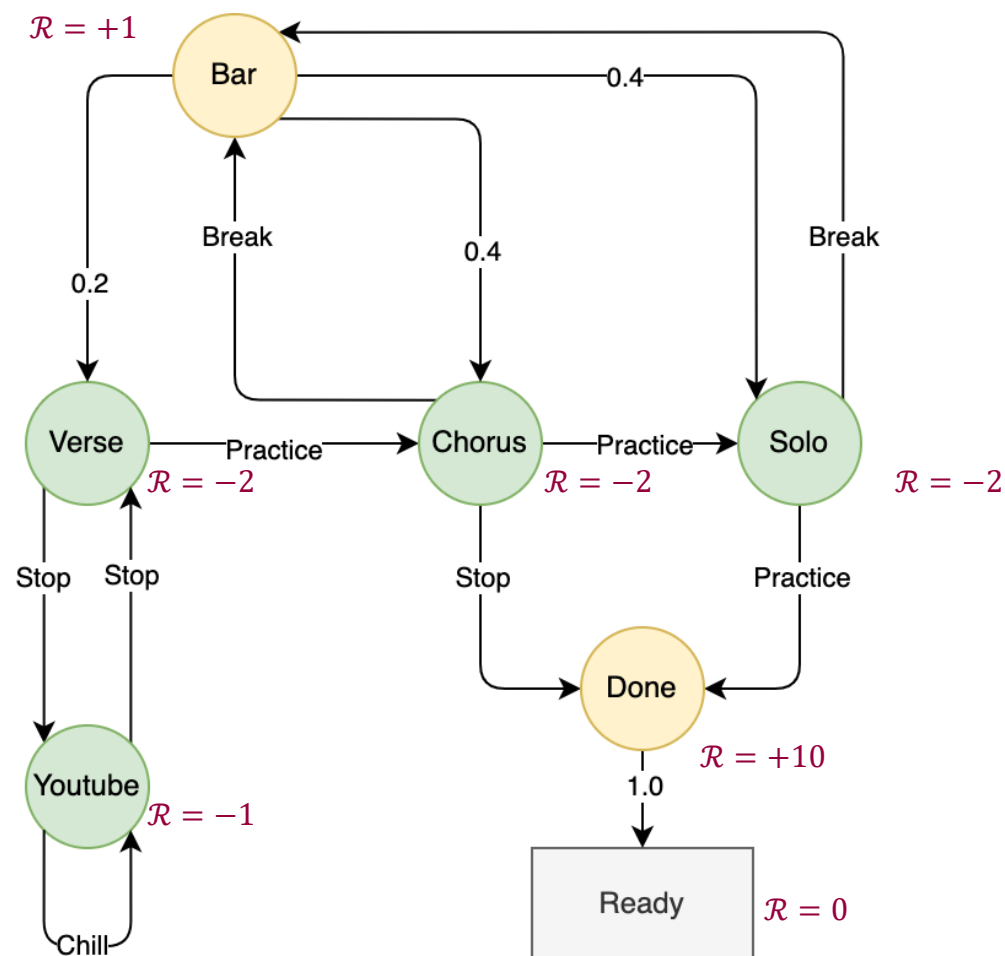 ℛ = +1
Bar
0.4
Break
0.4
Break
0.2
Verse
Practice
Chorus
Practice
Solo
ℛ = −2
ℛ = −2
ℛ = −2
Stop
Stop
Stop
Practice
Done
Youtube
ℛ = −1
ℛ = +10
1.0
Ready
ℛ = 0
Chill